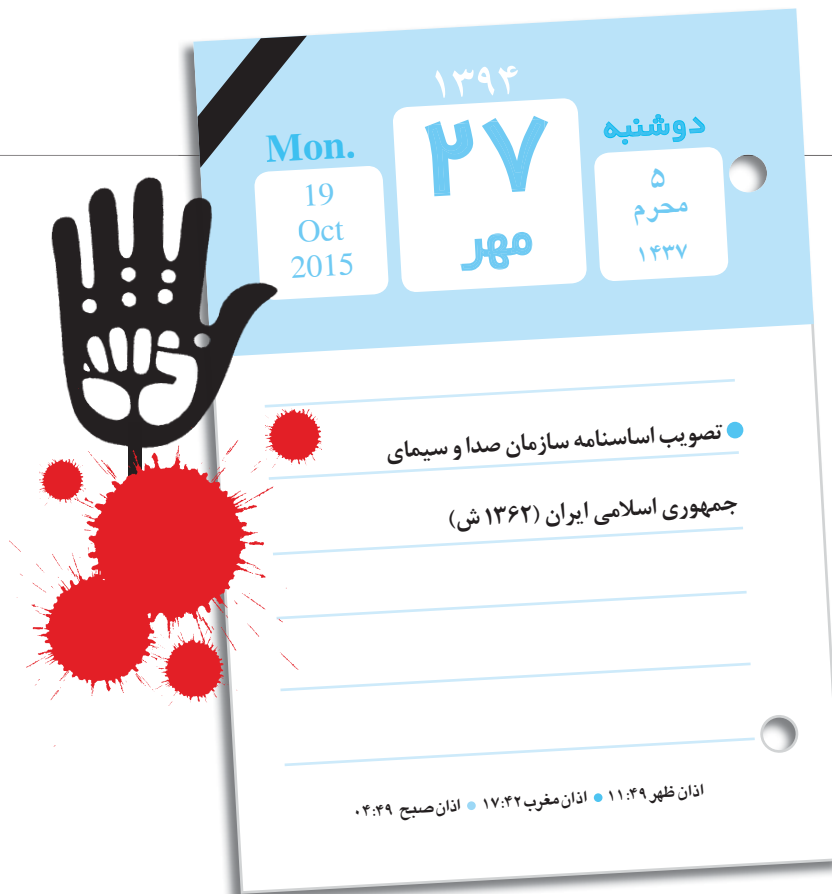 ۱۳۹۴
دوشنبه
۵
محرم
۱۴۳۷
۲۷
مهر
Mon.
19
Oct
2015
تصویب اساسنامه سازمان صدا و سیمای
جمهوری اسلامی ایران (۱۳۶۲ ش)
اذان ظهر ۱۱:۴۹ ● اذان مغرب ۱۷:۴۲ ● اذان صبح ۰۴:۴۹